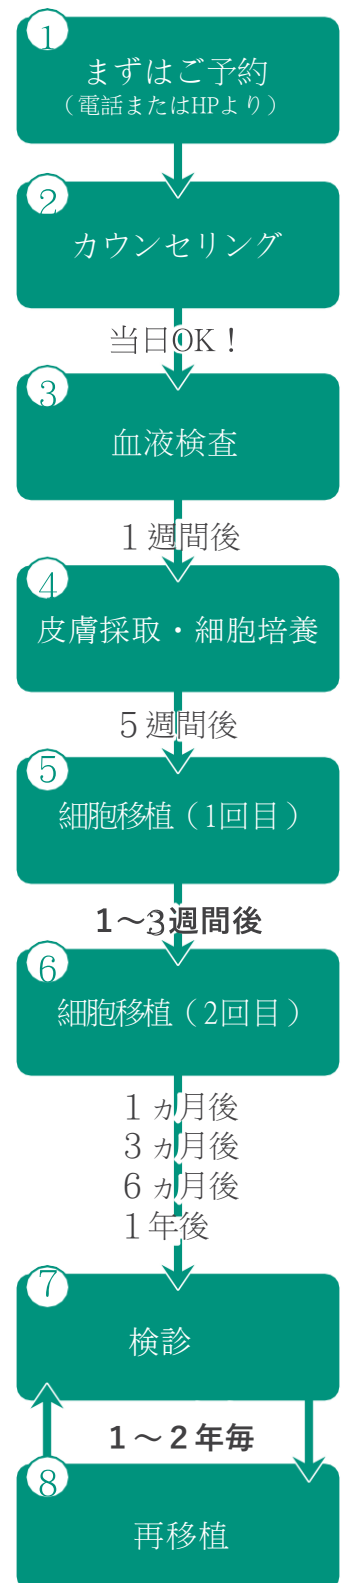 1
まずはご予約
（電話またはHPより）
2
カウンセリング
当日OK！
3
血液検査
１週間後
4
皮膚採取・細胞培養
５週間後
5
細胞移植（1回目）
1～3週間後
6
細胞移植（2回目）
１ヵ月後
３ヵ月後
６ヵ月後
１年後
7
検診
１～２年毎
8
再移植